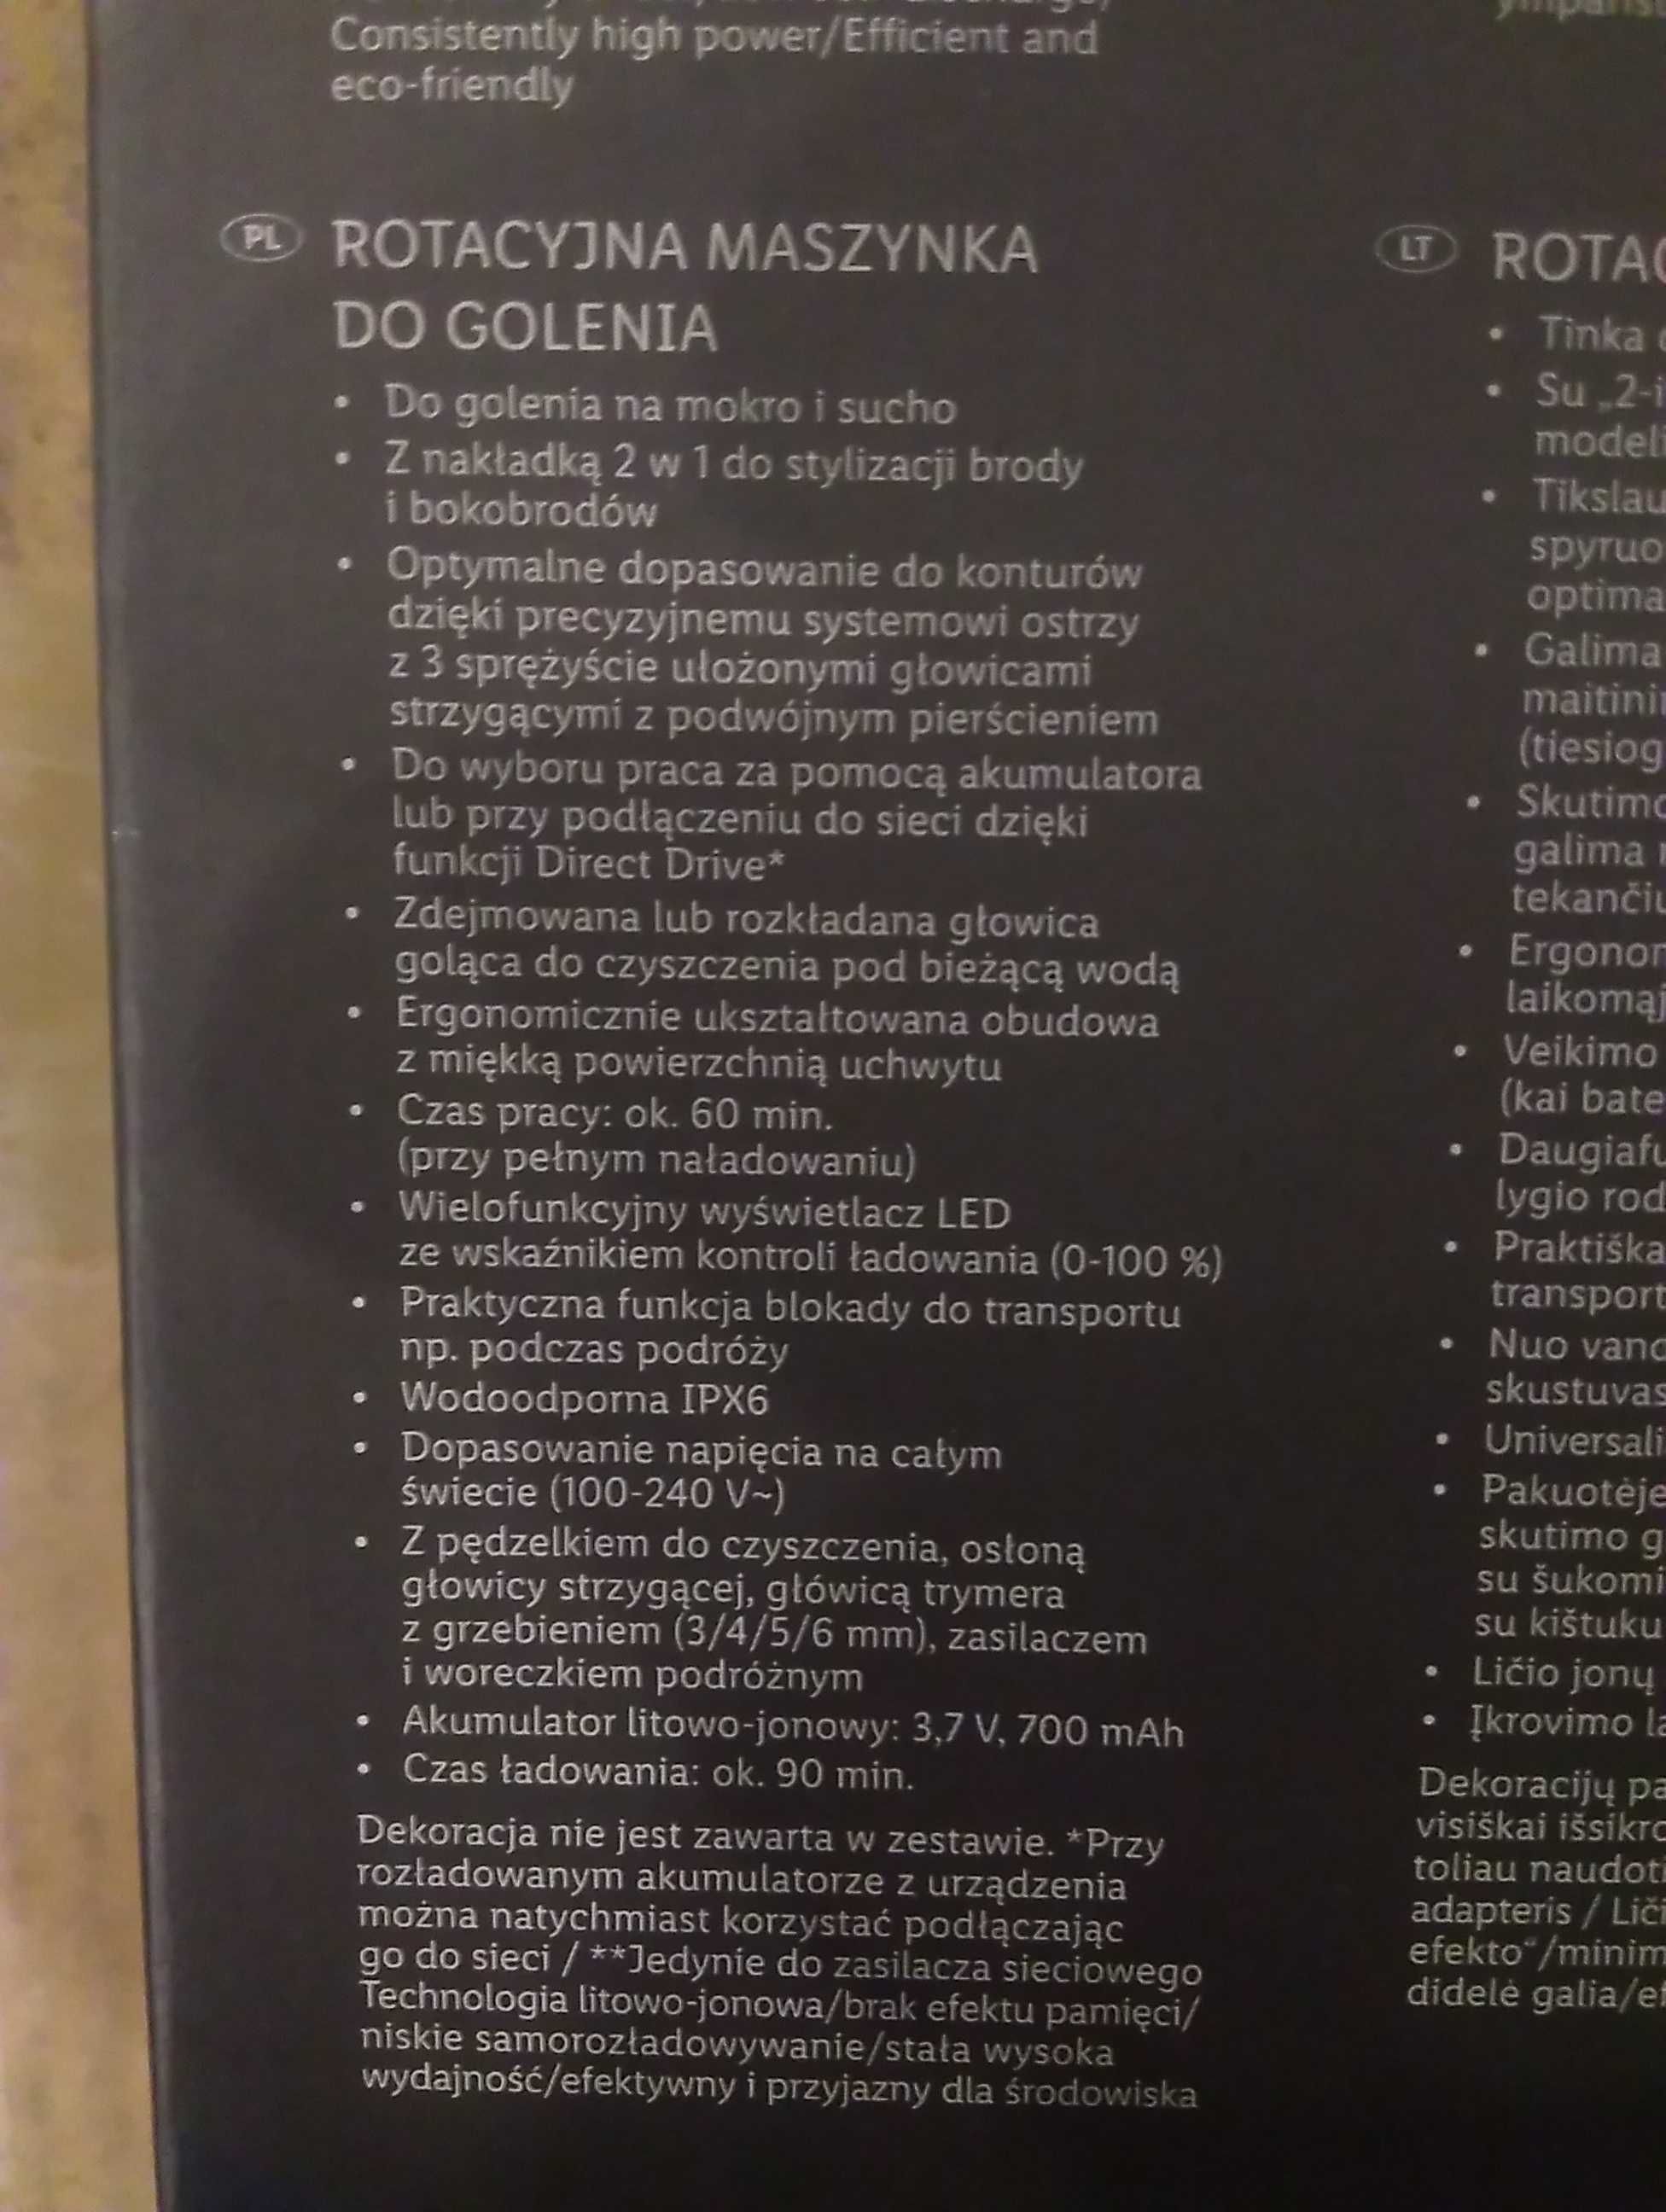 Consistently high power/Efficient and
eco-friendly
PL ROTACYJNA MASZYNKA
DO GOLENIA
• Do golenia na mokro i sucho
• Z nakładką 2 w 1 do stylizacji brody
i bokobrodów
• Optymalne dopasowanie do konturów
dzięki precyzyjnemu systemowi ostrzy
z 3 sprężyście ułożonymi głowicami
strzygącymi z podwójnym pierścieniem
• Do wyboru praca za pomocą akumulatora
lub przy podłączeniu do sieci dzięki
funkcji Direct Drive*
• Zdejmowana lub rozkładana głowica
goląca do czyszczenia pod bieżącą wodą
• Ergonomicznie ukształtowana obudowa
z miękką powierzchnią uchwytu
• Czas pracy: ok. 60 min.
(przy pełnym naładowaniu)
• Wielofunkcyjny wyświetlacz LED
ze wskaźnikiem kontroli ładowania (0-100 %)
• Praktyczna funkcja blokady do transportu
np. podczas podróży
• Wodoodporna IPX6
• Dopasowanie napięcia na całym
świecie (100-240 V~)
• Z pędzelkiem do czyszczenia, osłoną
głowicy strzygącej, główicą trymera
z grzebieniem (3/4/5/6 mm), zasilaczem
i woreczkiem podróżnym
• Akumulator litowo-jonowy: 3,7 V, 700 mAh
• Czas ładowania: ok. 90 min.
Dekoracja nie jest zawarta w zestawie. *Przy
rozładowanym akumulatorze z urządzenia
można natychmiast korzystać podłączając
go do sieci / **Jedynie do zasilacza sieciowego
Technologia litowo-jonowa/brak efektu pamięci/
niskie samorozładowywanie/stała wysoka
wydajność/efektywny i przyjazny dla środowiska
LT ROTAC
• Tinka
• Su „2-i
modeli
• Tikslau
spyruo
optima
• Galima
maitini
(tiesiog
• Skutimo
galima
tekančiu
• Ergonom
laikomąj
• Veikimo
(kai bate
• Daugiafu
lygio rod
• Praktiška
transport
• Nuo vand
skustuvas
• Universali
• Pakuotėje
skutimo g
su šukomi
su kištuku
• Ličio jonų
• Įkrovimo la
Dekoracijų pa
visiškai išsikro
toliau naudoti
adapteris / Liči
efekto“/minim
didelė galia/ef